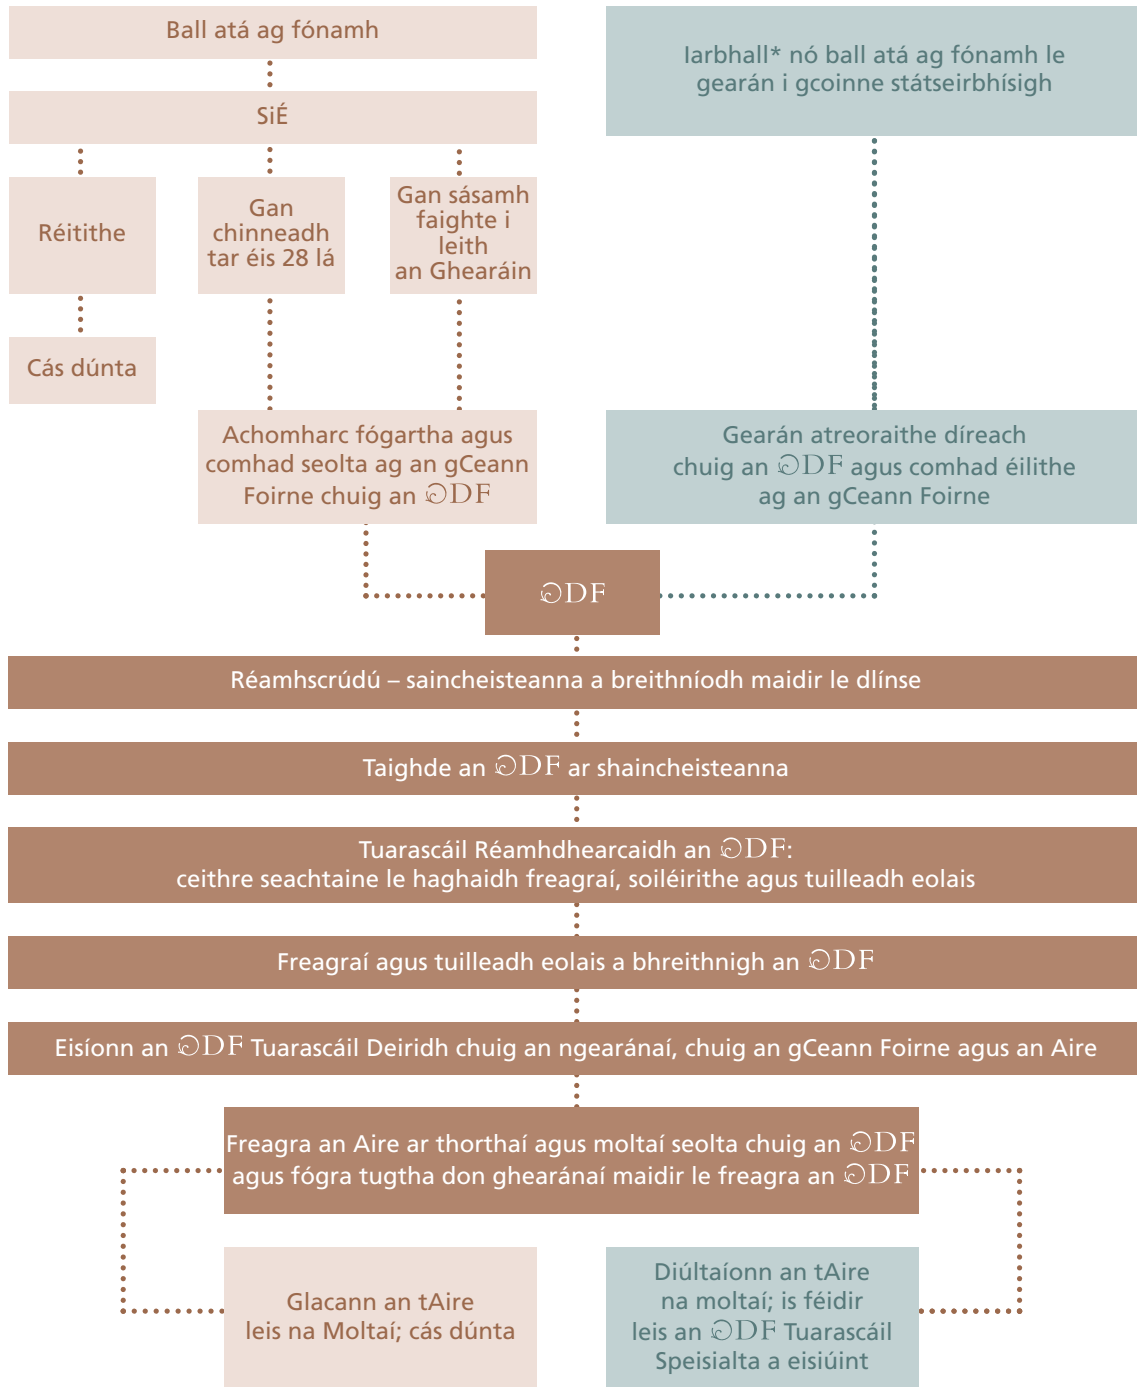 Ball atá ag fónamh
Iarbhall* nó ball atá ag fónamh le
gearán i gcoinne státseirbhísigh
SiÉ
Réitithe
Gan
chinneadh
tar éis 28 lá
Gan sásamh
faighte i
leith
an Ghearáin
Cás dúnta
Achomharc fógartha agus
comhad seolta ag an gCeann
Foirne chuig an ODF
Gearán atreoraithe díreach
chuig an ODF agus comhad éilithe
ag an gCeann Foirne
ODF
Réamhscrúdú – saincheisteanna a breithníodh maidir le dlínse
Taighde an ODF ar shaincheisteanna
Tuarascáil Réamhdhearcaidh an ODF:
ceithre seachtaine le haghaidh freagraí, soiléirithe agus tuilleadh eolais
Freagraí agus tuilleadh eolais a bhreithnigh an ODF
Eisíonn an ODF Tuarascáil Deiridh chuig an ngearánaí, chuig an gCeann Foirne agus an Aire
Freagra an Aire ar thorthaí agus moltaí seolta chuig an ODF
agus fógra tugtha don ghearánaí maidir le freagra an ODF
Glacann an tAire
leis na Moltaí; cás dúnta
Diúltaíonn an tAire
na moltaí; is féidir
leis an ODF Tuarascáil
Speisialta a eisiúint